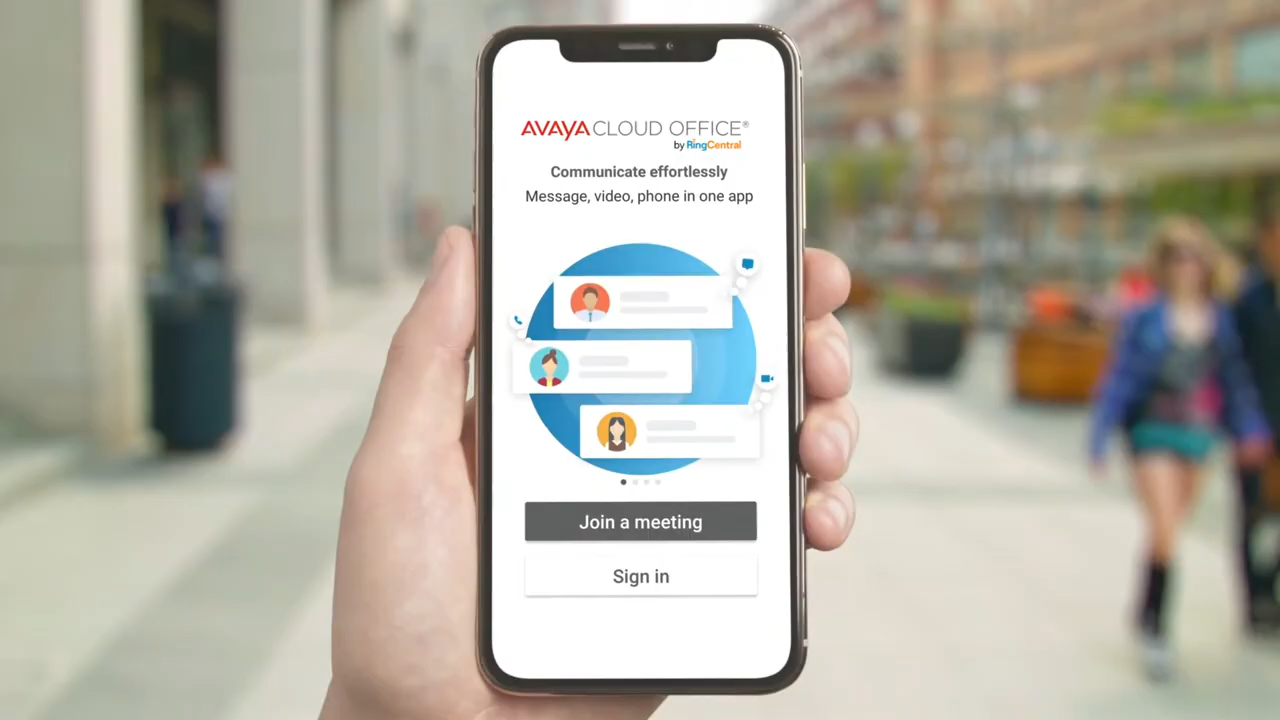 AVAYA CLOUD OFFICE®
by RingCentral
Communicate effortlessly
Message, video, phone in one app
Join a meeting
Sign in